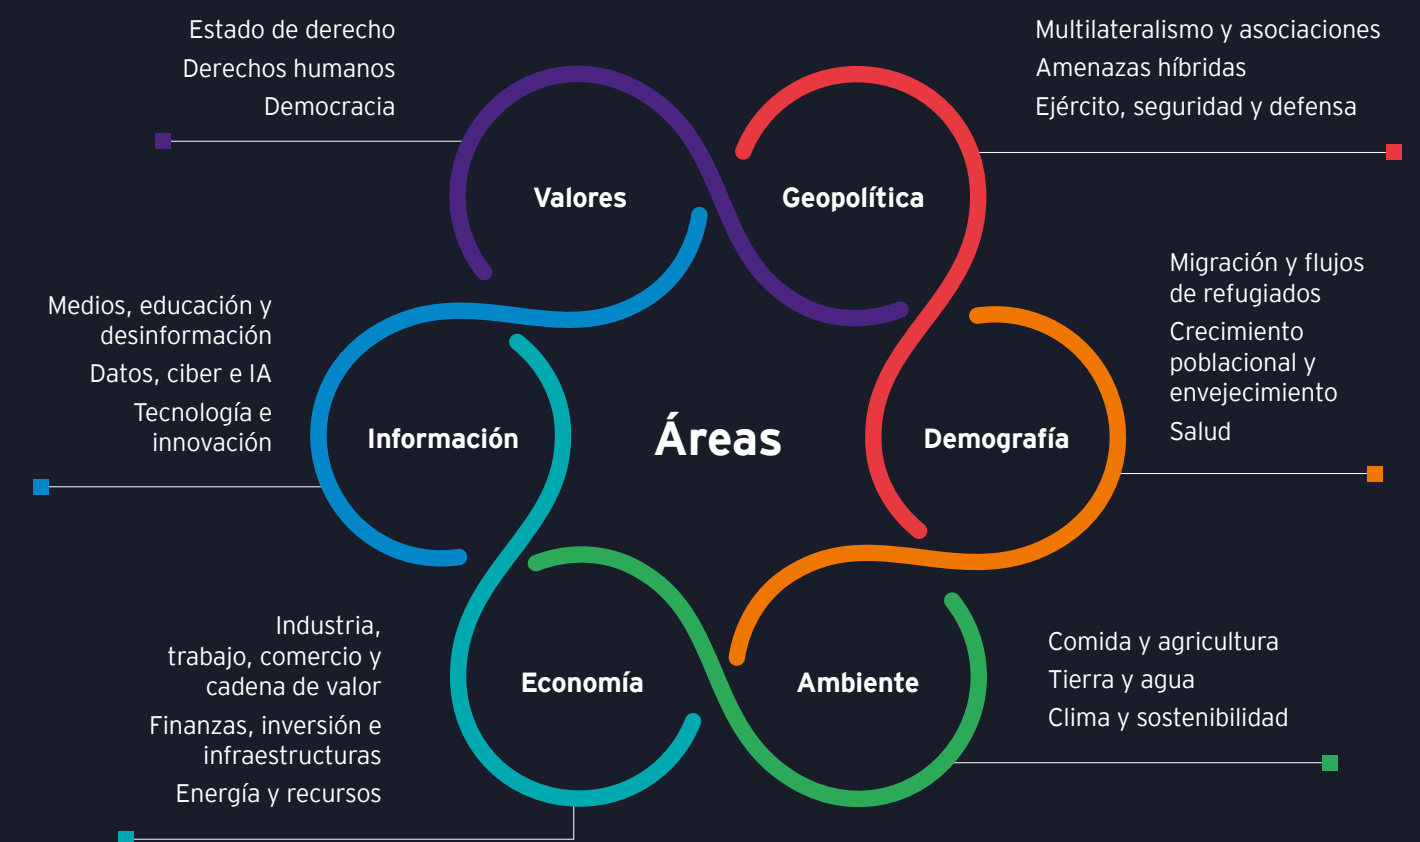 Estado de derecho
Derechos humanos
Democracia
Valores
Multilateralismo y asociaciones
Amenazas híbridas
Ejército, seguridad y defensa
Geopolítica
Medios, educación y
desinformación
Datos, ciber e IA
Tecnología e
innovación
Información
Áreas
Migración y flujos
de refugiados
Crecimiento
poblacional y
envejecimiento
Salud
Demografía
Industria,
trabajo, comercio y
cadena de valor
Finanzas, inversión e
infraestructuras
Energía y recursos
Economía
Ambiente
Comida y agricultura
Tierra y agua
Clima y sostenibilidad